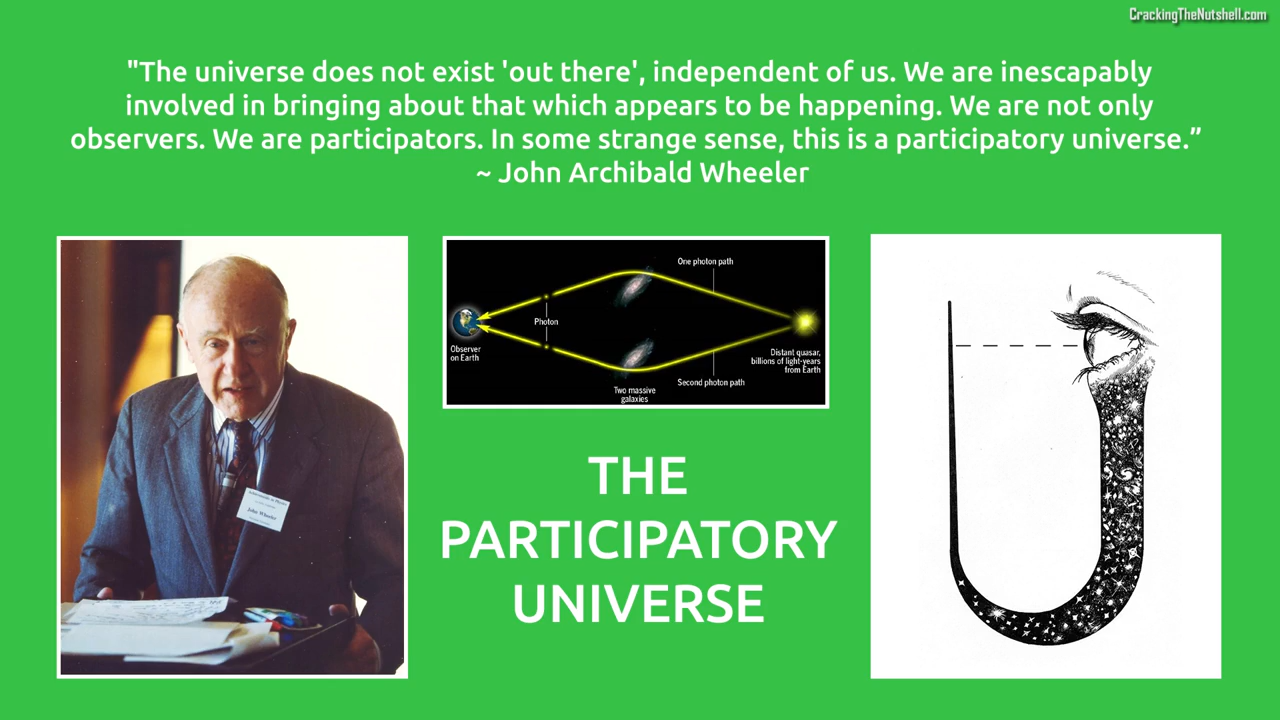 CrackingTheNutshell.com
"The universe does not exist 'out there', independent of us. We are inescapably
involved in bringing about that which appears to be happening. We are not only
observers. We are participators. In some strange sense, this is a participatory universe.”
~ John Archibald Wheeler
John Wheeler
One photon path
Photon
Observer
on Earth
Distant quasar,
billions of light-years
from Earth
Second photon path
Two massive
galaxies
THE
PARTICIPATORY
UNIVERSE